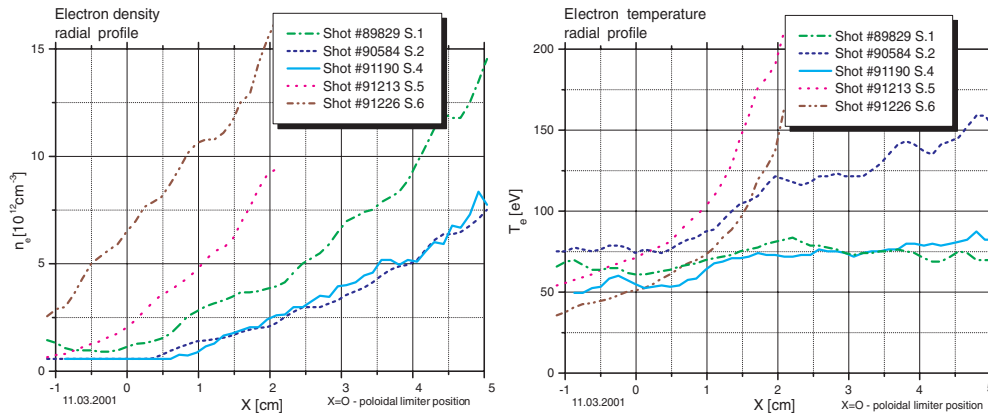 Electron density
radial profile
Shot #89829 S.1
Shot #90584 S.2
Shot #91190 S.4
Shot #91213 S.5
Shot #91226 S.6
15
10
5
0
n_e [10^12 cm^-3]
-1 0 1 2 3 4 5
11.03.2001
X [cm]
X=O - poloidal limiter position
Electron temperature
radial profile
Shot #89829 S.1
Shot #90584 S.2
Shot #91190 S.4
Shot #91213 S.5
Shot #91226 S.6
200
150
100
50
0
T_e [eV]
-1 0 1 2 3 4 5
11.03.2001
X [cm]
X=O - poloidal limiter position